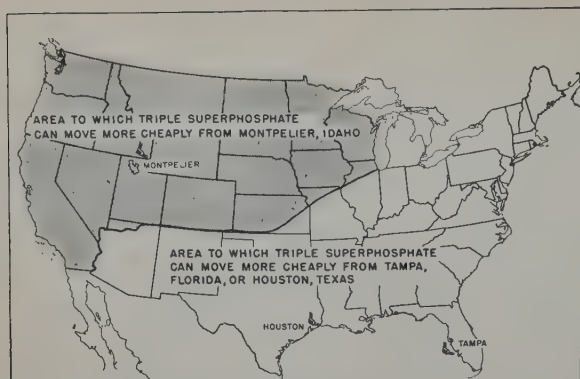 AREA TO WHICH TRIPLE SUPERPHOSPHATE
CAN MOVE MORE CHEAPLY FROM MONTPELIER, IDAHO
MONTPELIER
AREA TO WHICH TRIPLE SUPERPHOSPHATE
CAN MOVE MORE CHEAPLY FROM TAMPA,
FLORIDA, OR HOUSTON, TEXAS
HOUSTON
TAMPA